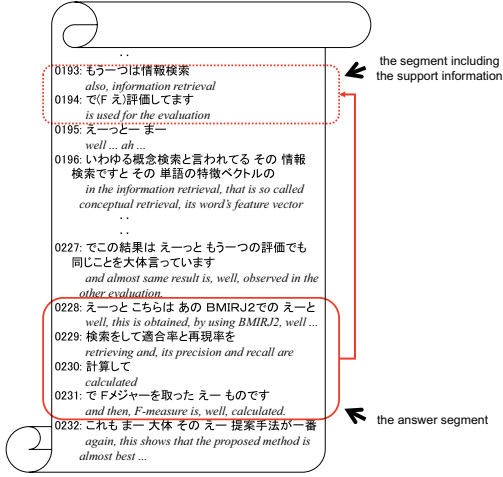 . .
0193: もう一つは情報検索
also, information retrieval
0194: で(F え)評価してます
is used for the evaluation
0195: えーっとー まー
well ... ah ...
0196: いわゆる概念検索と言われてる その 情報
検索ですと その 単語の特徴ベクトルの
in the information retrieval, that is so called
conceptual retrieval, its word's feature vector
. .
. .
0227: でこの結果は えーっと もう一つの評価でも
同じことを大体言っています
and almost same result is, well, observed in the
other evaluation.
0228: えーっと こちらは あの BMIRJ2での えーと
well, this is obtained, by using BMIRJ2, well ...
0229: 検索をして適合率と再現率を
retrieving and, its precision and recall are
0230: 計算して
calculated
0231: で Fメジャーを取った えー ものです
and then, F-measure is, well, calculated.
0232: これも まー 大体 その えー 提案手法が一番
again, this shows that the proposed method is
almost best ...
the segment including
the support information
the answer segment